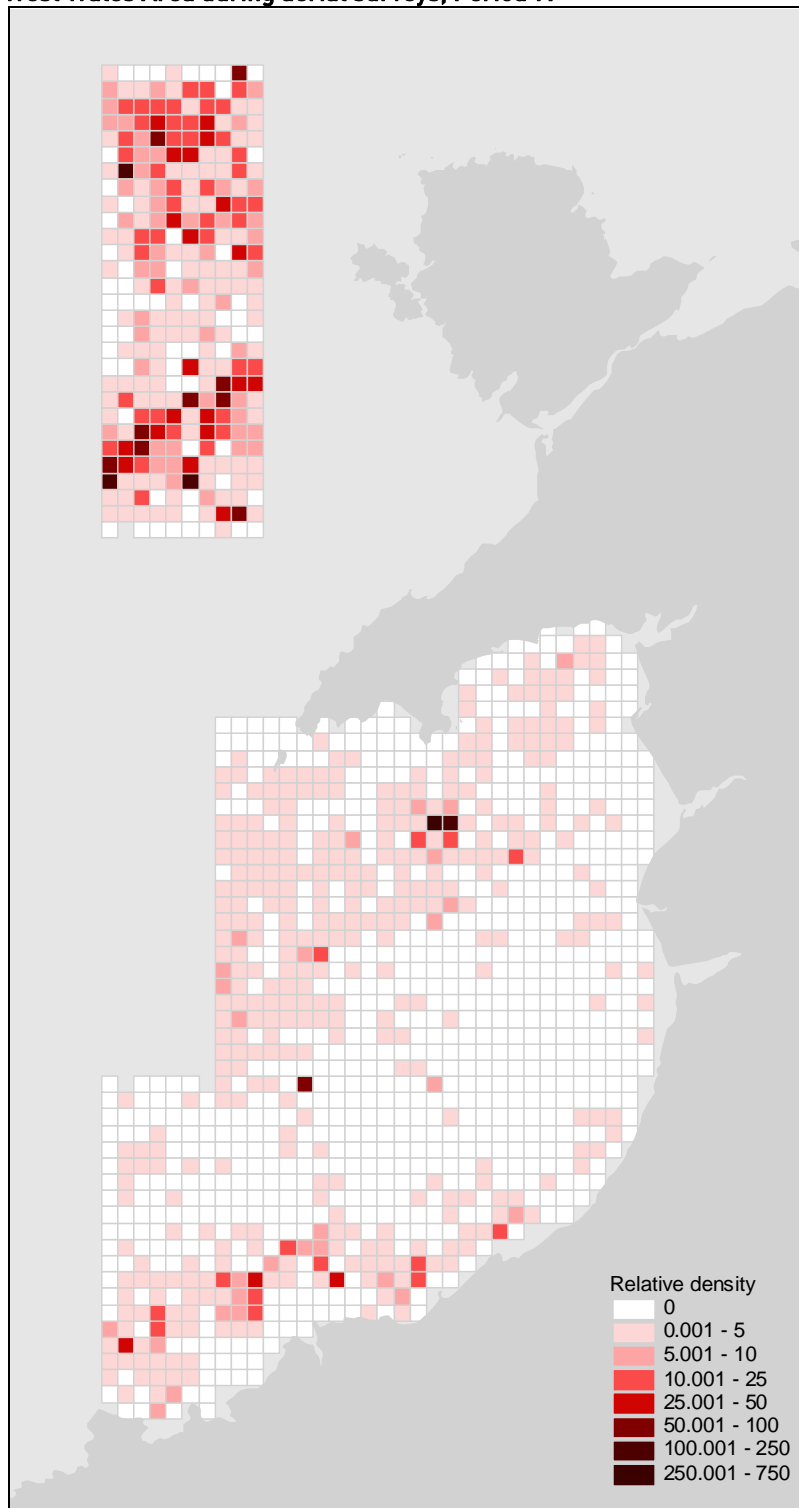 West Wales Area during aerial surveys, Period
Relative density
0
0.001 - 5
5.001 - 10
10.001 - 25
25.001 - 50
50.001 - 100
100.001 - 250
250.001 - 750